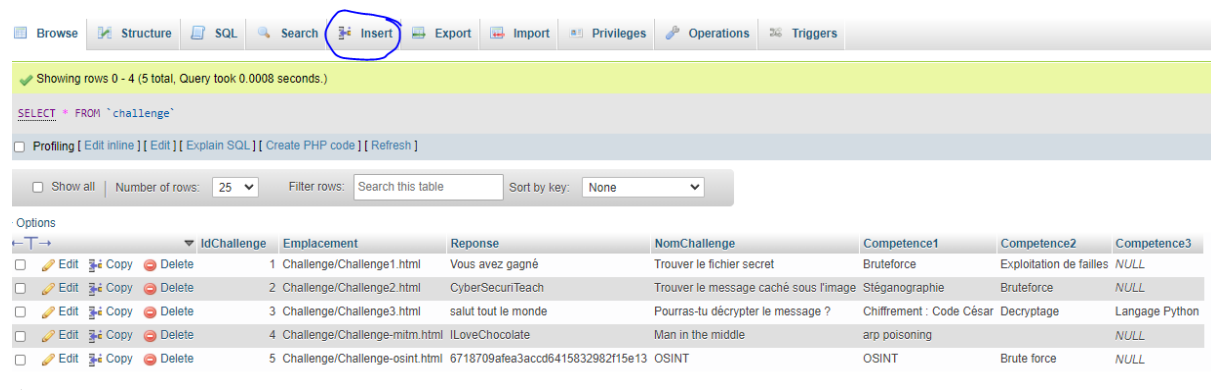 Browse Structure SQL Search Insert Export Import Privileges Operations Triggers
Showing rows 0 - 4 (5 total, Query took 0.0008 seconds.)
SELECT * FROM `challenge`
Profiling [ Edit inline ] [ Edit ] [ Explain SQL ] [ Create PHP code ] [ Refresh ]
Show all | Number of rows: 25 Filter rows: Search this table Sort by key: None
Options
←T→ IdChallenge Emplacement Reponse NomChallenge Competence1 Competence2 Competence3
Edit Copy Delete 1 Challenge/Challenge1.html Vous avez gagné Trouver le fichier secret Bruteforce Exploitation de failles NULL
Edit Copy Delete 2 Challenge/Challenge2.html CyberSecuriTeach Trouver le message caché sous l'image Stéganographie Bruteforce NULL
Edit Copy Delete 3 Challenge/Challenge3.html salut tout le monde Pourras-tu décrypter le message ? Chiffrement : Code César Decryptage Langage Python
Edit Copy Delete 4 Challenge/Challenge-mitm.html ILoveChocolate Man in the middle arp poisoning NULL
Edit Copy Delete 5 Challenge/Challenge-osint.html 6718709afea3accd6415832982f15e13 OSINT OSINT Brute force NULL